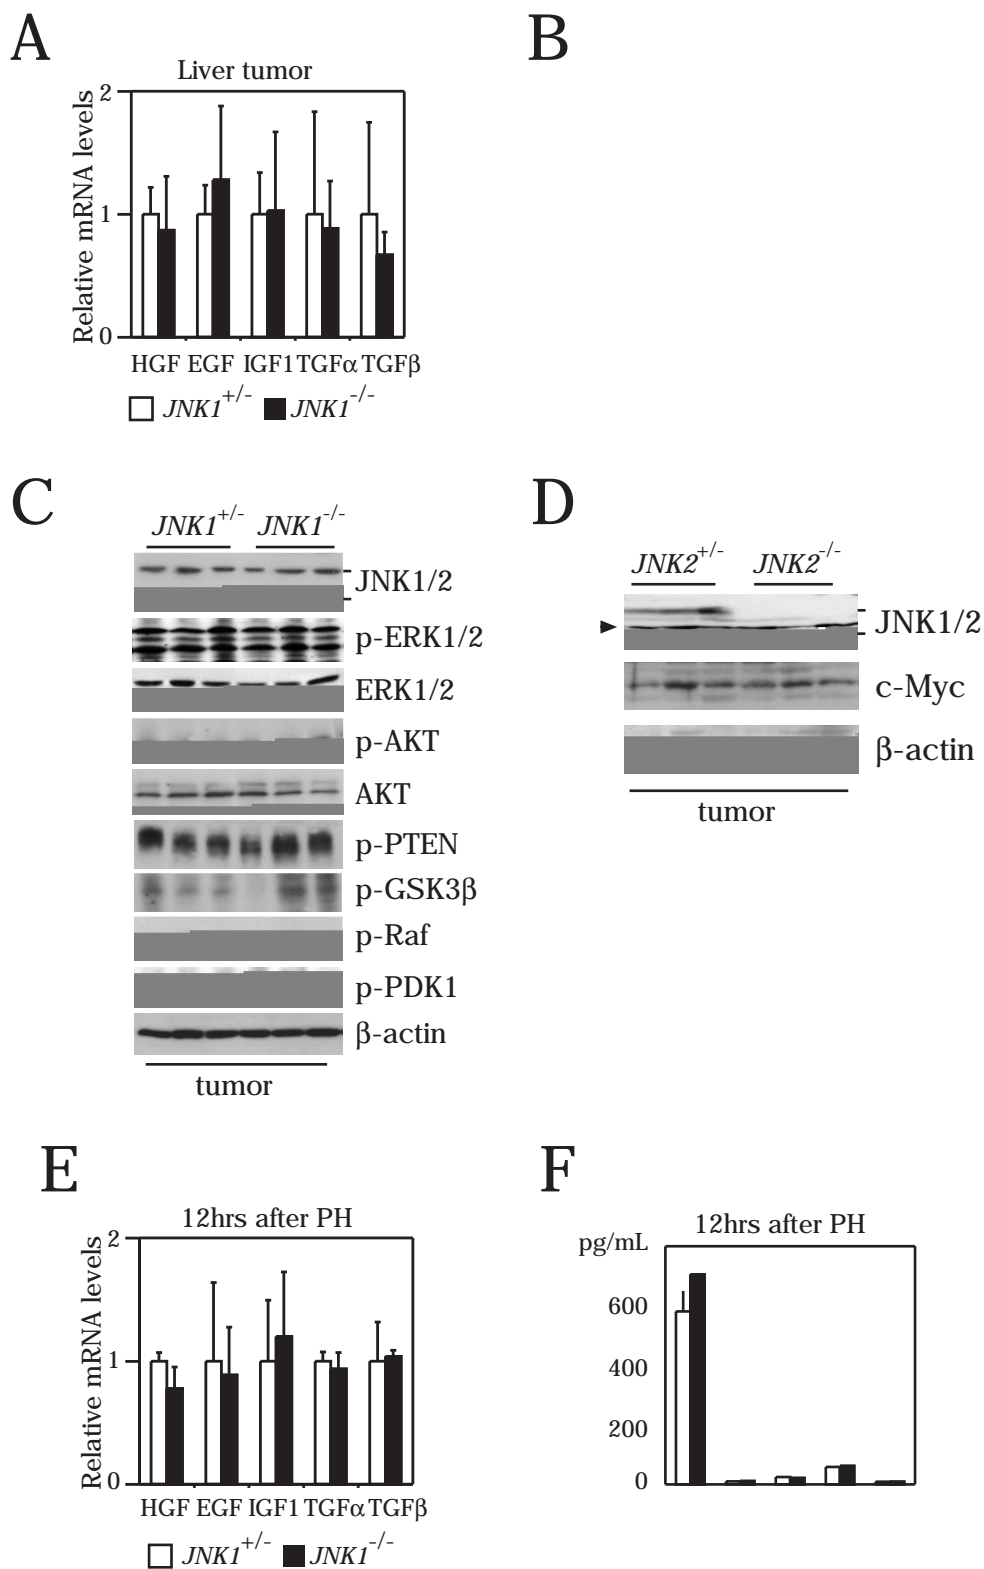 A
Liver tumor
Relative mRNA levels
2
1
0
HGF EGF IGF1 TGFα TGFβ
JNK1+/- JNK1-/-
B
C
JNK1+/- JNK1-/-
JNK1/2
p-ERK1/2
ERK1/2
p-AKT
AKT
p-PTEN
p-GSK3β
p-Raf
p-PDK1
β-actin
tumor
D
JNK2+/- JNK2-/-
JNK1/2
c-Myc
β-actin
tumor
E
12hrs after PH
Relative mRNA levels
2
1
0
HGF EGF IGF1 TGFα TGFβ
JNK1+/- JNK1-/-
F
12hrs after PH
pg/mL
600
400
200
0